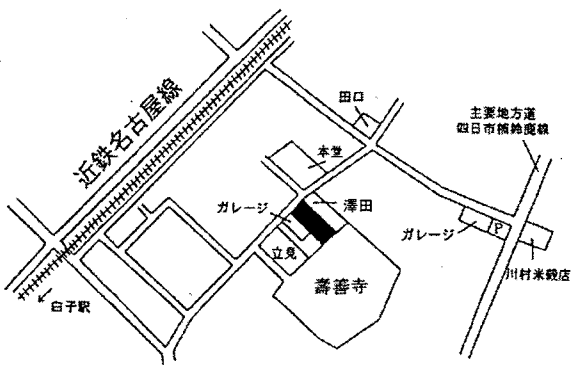 近鉄名古屋線
田口
主要地方道
四日市楠鈴鹿線
本堂
澤田
ガレージ
ガレージ
P
立見
川村米穀店
壽善寺
白子駅